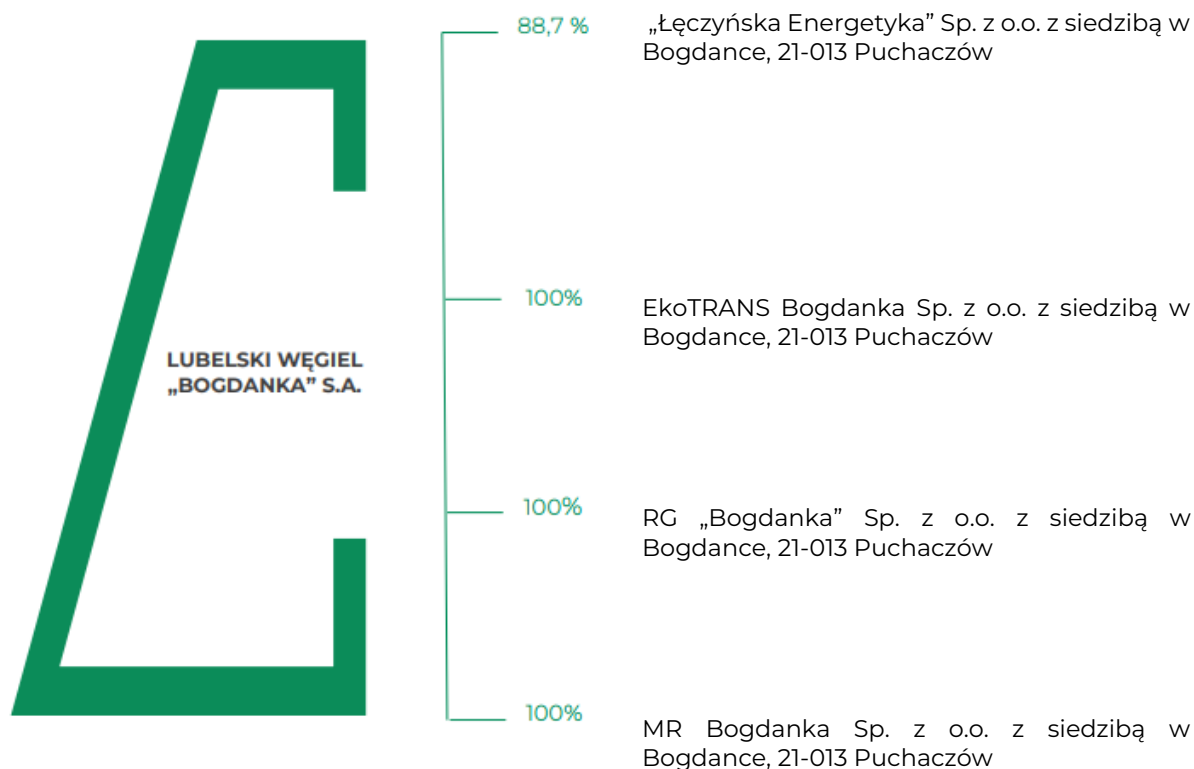 88,7 %
„Łęczyńska Energetyka” Sp. z o.o. z siedzibą w
Bogdance, 21-013 Puchaczów
100%
EkoTRANS Bogdanka Sp. z o.o. z siedzibą w
Bogdance, 21-013 Puchaczów
LUBELSKI WĘGIEL
„BOGDANKA” S.A.
100%
RG „Bogdanka” Sp. z o.o. z siedzibą w
Bogdance, 21-013 Puchaczów
100%
MR Bogdanka Sp. z o.o. z siedzibą w
Bogdance, 21-013 Puchaczów